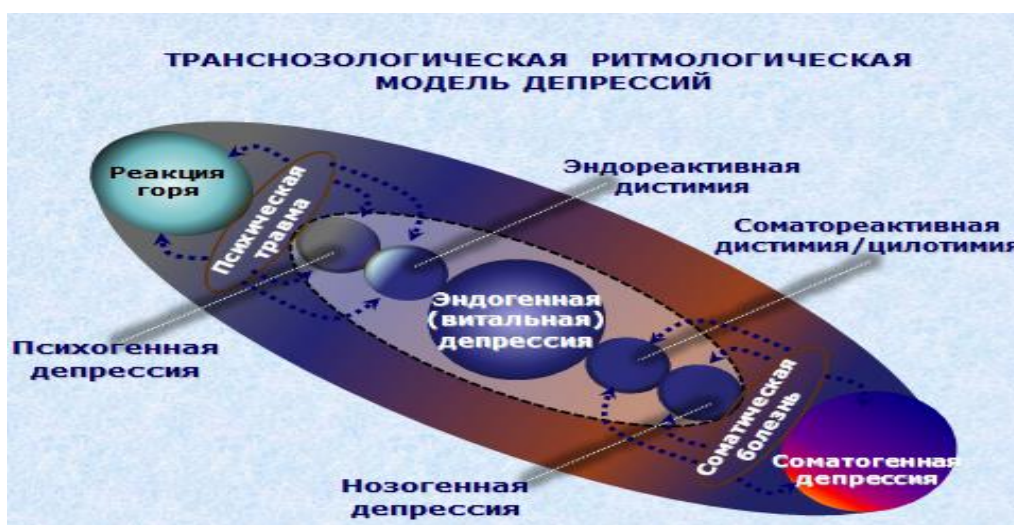 ТРАНСНОЗОЛОГИЧЕСКАЯ РИТМОЛОГИЧЕСКАЯ
МОДЕЛЬ ДЕПРЕССИЙ
Реакция
горя
Психическая
травма
Эндореактивная
дистимия
Соматореактивная
дистимия/цилотимия
Эндогенная
(витальная)
депрессия
Психогенная
депрессия
Соматическая
болезнь
Соматогенная
депрессия
Нозогенная
депрессия